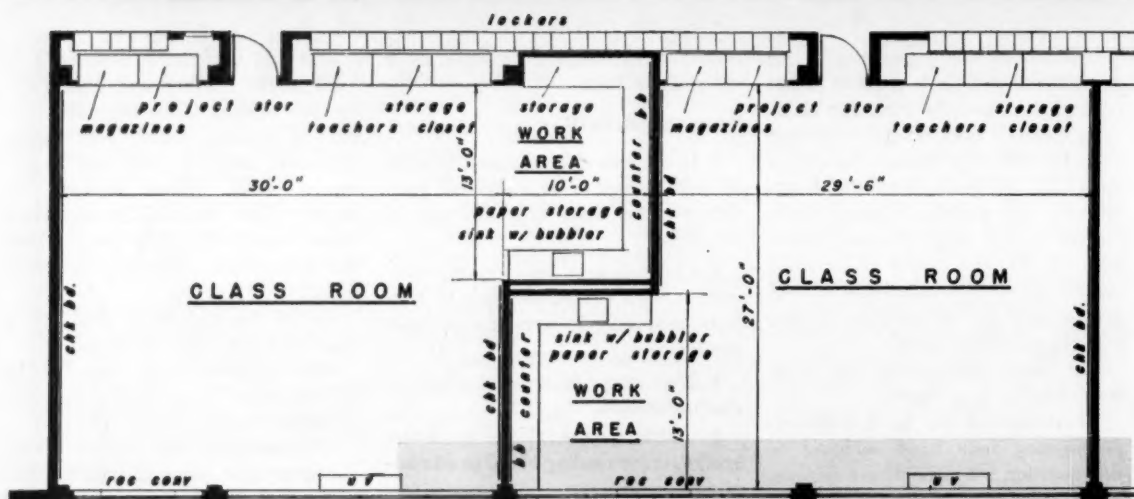 lockers
project stor
magazines
storage
teachers closet
storage
WORK
AREA
counter bb
chk bd
project stor
magazines
storage
teachers closet
13'-0"
30'-0"
10'-0"
29'-6"
paper storage
sink w/ bubbler
CLASS ROOM
CLASS ROOM
27'-0"
chk bd.
chk bd
bb counter
sink w/ bubbler
paper storage
WORK
AREA
13'-0"
chk bd.
rec conv
u v
rec conv
u v